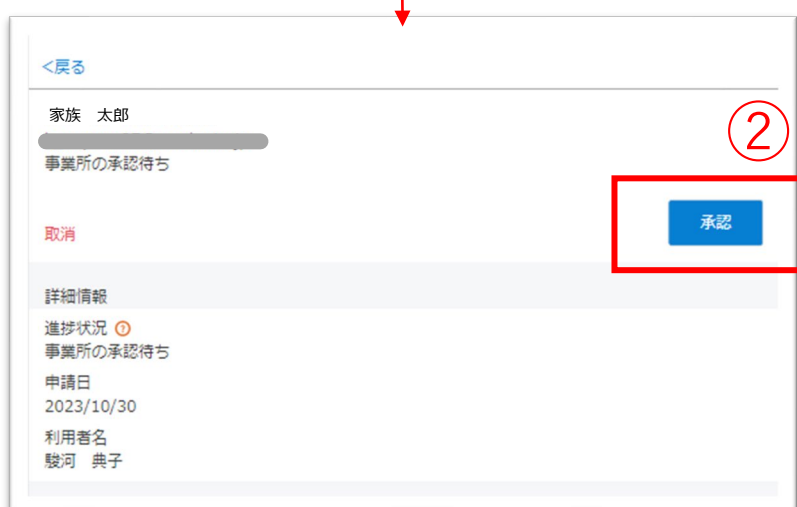 <戻る
家族　太郎
事業所の承認待ち
②
承認
取消
詳細情報
進捗状況 ?
事業所の承認待ち
申請日
2023/10/30
利用者名
駿河　典子